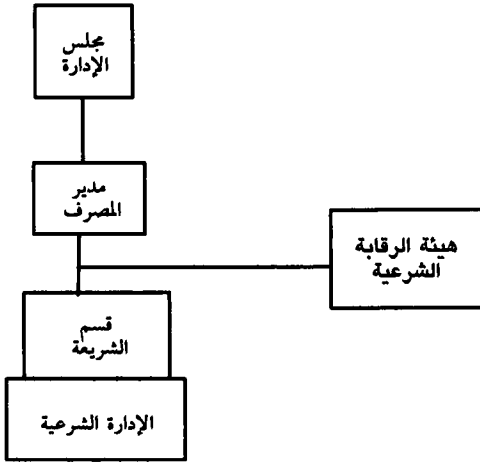 مجلس
الإدارة
مدير
المصرف
هيئة الرقابة
الشرعية
قسم
الشريعة
الإدارة الشرعية